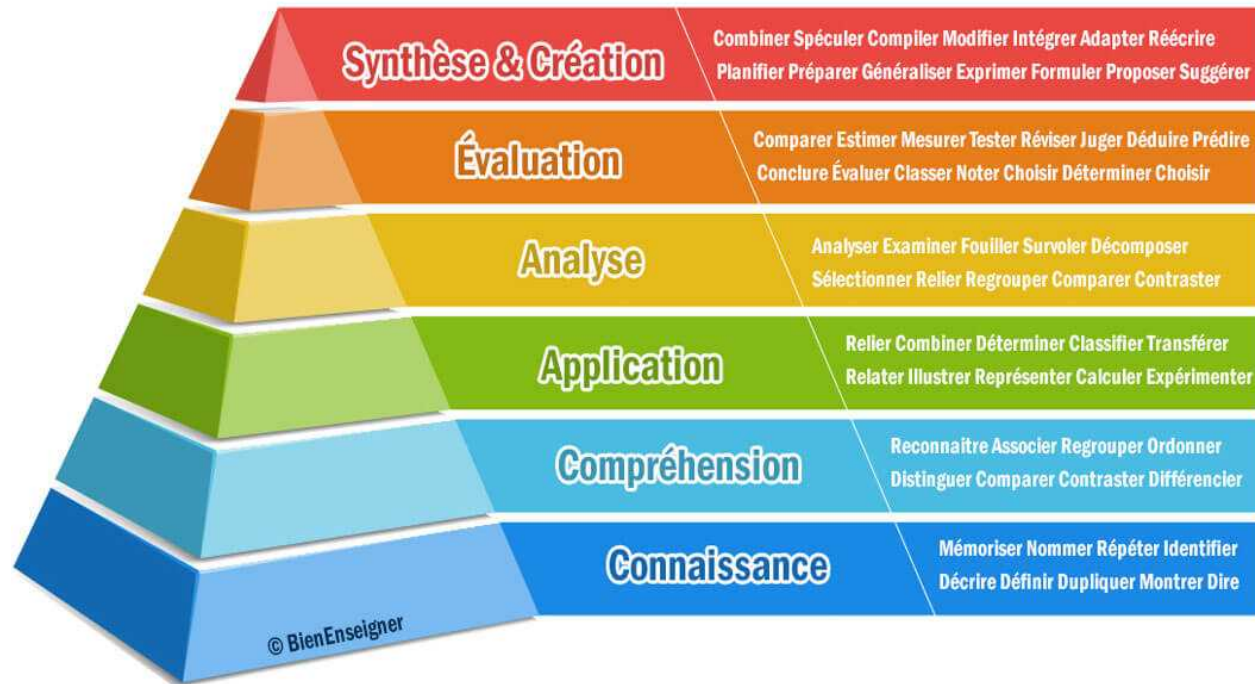 Synthèse & Création
Combiner Spéculer Compiler Modifier Intégrer Adapter Réécrire
Planifier Préparer Généraliser Exprimer Formuler Proposer Suggérer
Évaluation
Comparer Estimer Mesurer Tester Réviser Juger Déduire Prédire
Conclure Évaluer Classer Noter Choisir Déterminer Choisir
Analyse
Analyser Examiner Fouiller Survoler Décomposer
Sélectionner Relier Regrouper Comparer Contraster
Application
Relier Combiner Déterminer Classifier Transférer
Relater Illustrer Représenter Calculer Expérimenter
Compréhension
Reconnaitre Associer Regrouper Ordonner
Distinguer Comparer Contraster Différencier
Connaissance
Mémoriser Nommer Répéter Identifier
Décrire Définir Dupliquer Montrer Dire
© BienEnseigner